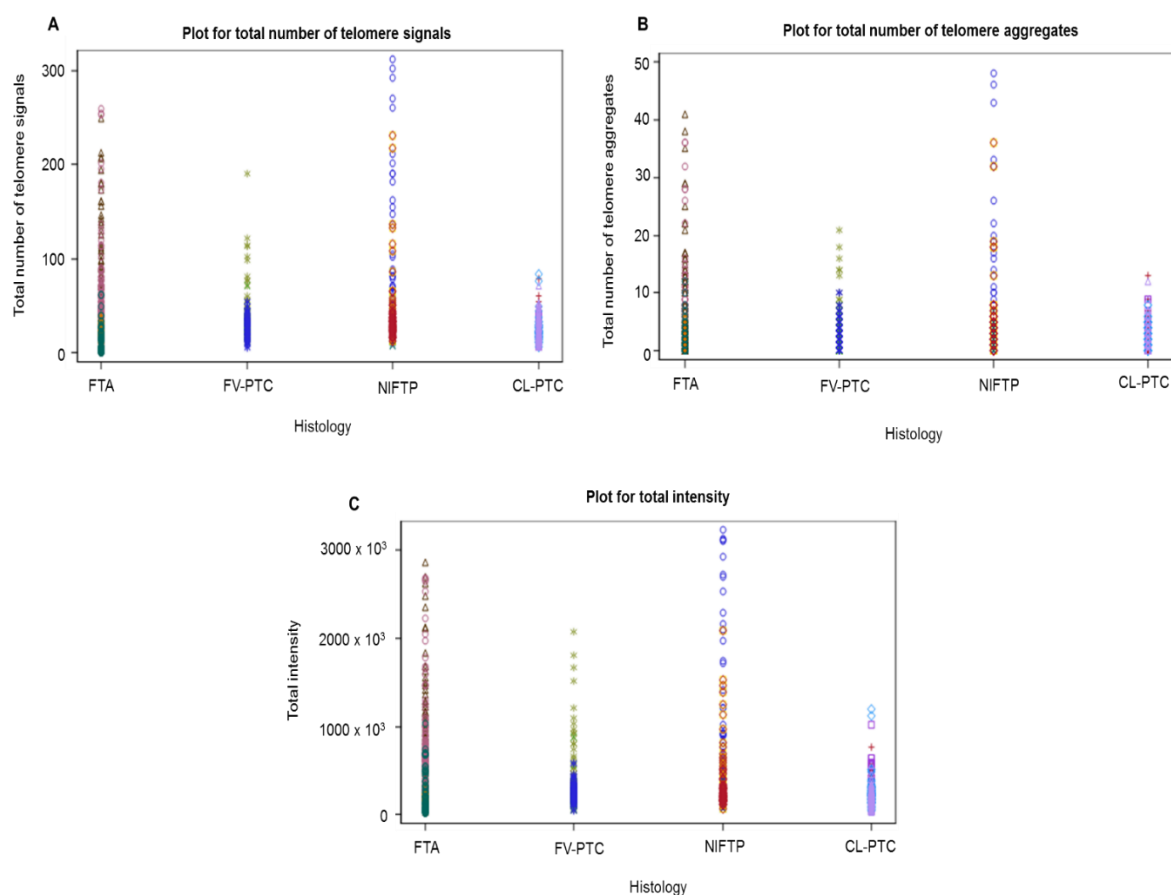 A
Plot for total number of telomere signals
Total number of telomere signals
300
200
100
0
FTA
FV-PTC
NIFTP
CL-PTC
Histology
B
Plot for total number of telomere aggregates
Total number of telomere aggregates
50
40
30
20
10
0
FTA
FV-PTC
NIFTP
CL-PTC
Histology
C
Plot for total intensity
Total intensity
3000 x 10³
2000 x 10³
1000 x 10³
0
FTA
FV-PTC
NIFTP
CL-PTC
Histology